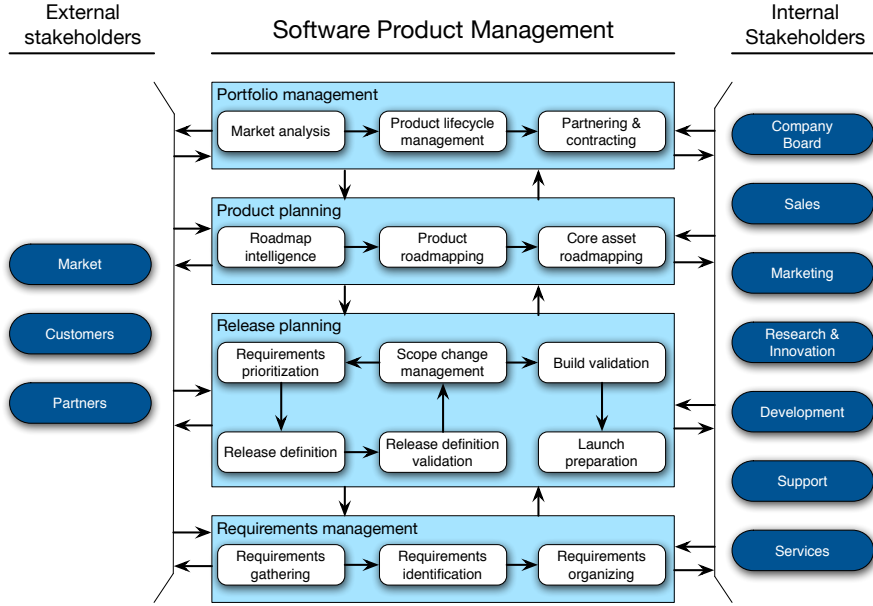 External
stakeholders
Software Product Management
Internal
Stakeholders
Portfolio management
Market analysis
Product lifecycle
management
Partnering &
contracting
Product planning
Roadmap
intelligence
Product
roadmapping
Core asset
roadmapping
Release planning
Requirements
prioritization
Scope change
management
Build validation
Release definition
Release definition
validation
Launch
preparation
Requirements management
Requirements
gathering
Requirements
identification
Requirements
organizing
Market
Customers
Partners
Company
Board
Sales
Marketing
Research &
Innovation
Development
Support
Services